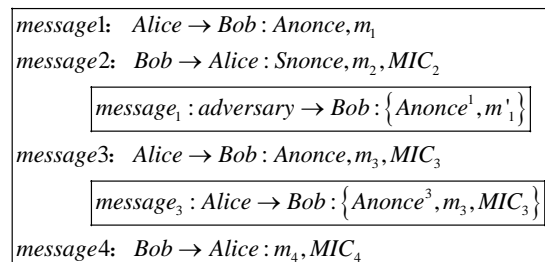 message1: Alice → Bob : Anonce, m₁
message2: Bob → Alice : Snonce, m₂, MIC₂
message₁ : adversary → Bob : {Anonce¹, m'₁}
message3: Alice → Bob : Anonce, m₃, MIC₃
message₃ : Alice → Bob : {Anonce³, m₃, MIC₃}
message4: Bob → Alice : m₄, MIC₄